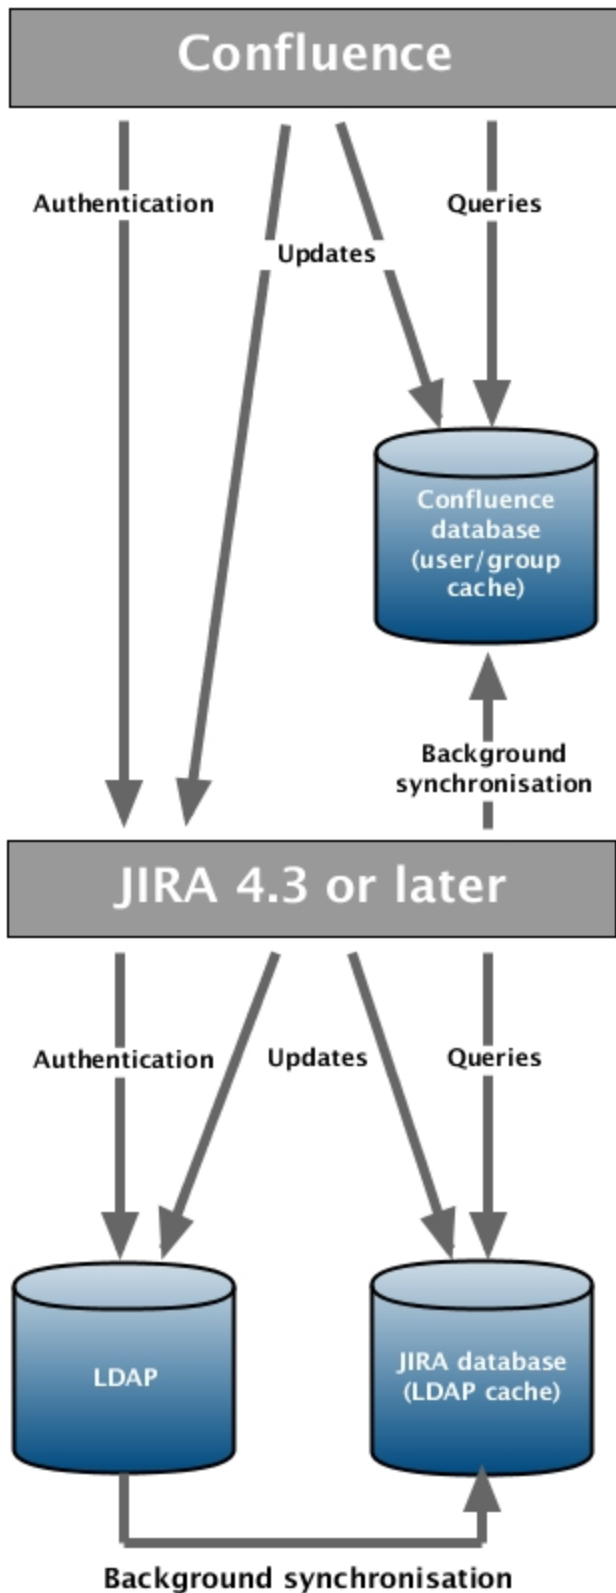 Confluence
Authentication
Queries
Updates
Confluence
database
(user/group
cache)
Background
synchronisation
JIRA 4.3 or later
Authentication
Updates
Queries
LDAP
JIRA database
(LDAP cache)
Background synchronisation